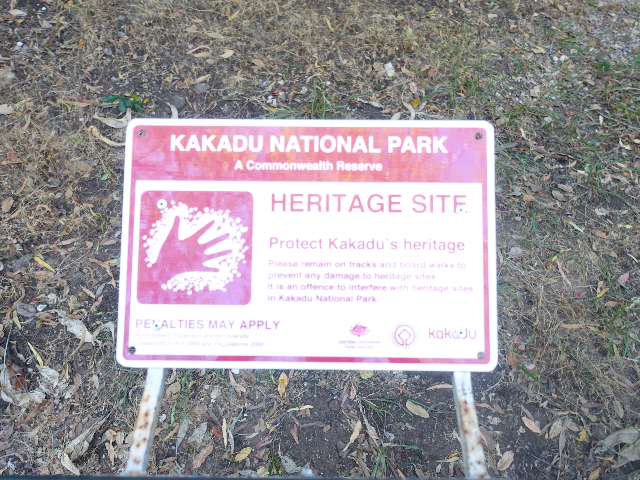 KAKADU NATIONAL PARK
A Commonwealth Reserve
HERITAGE SITE
Protect Kakadu's heritage
Please remain on tracks and board-walks to
prevent any damage to heritage sites.
It is an offence to interfere with heritage sites
in Kakadu National Park.
PENALTIES MAY APPLY
kakadu